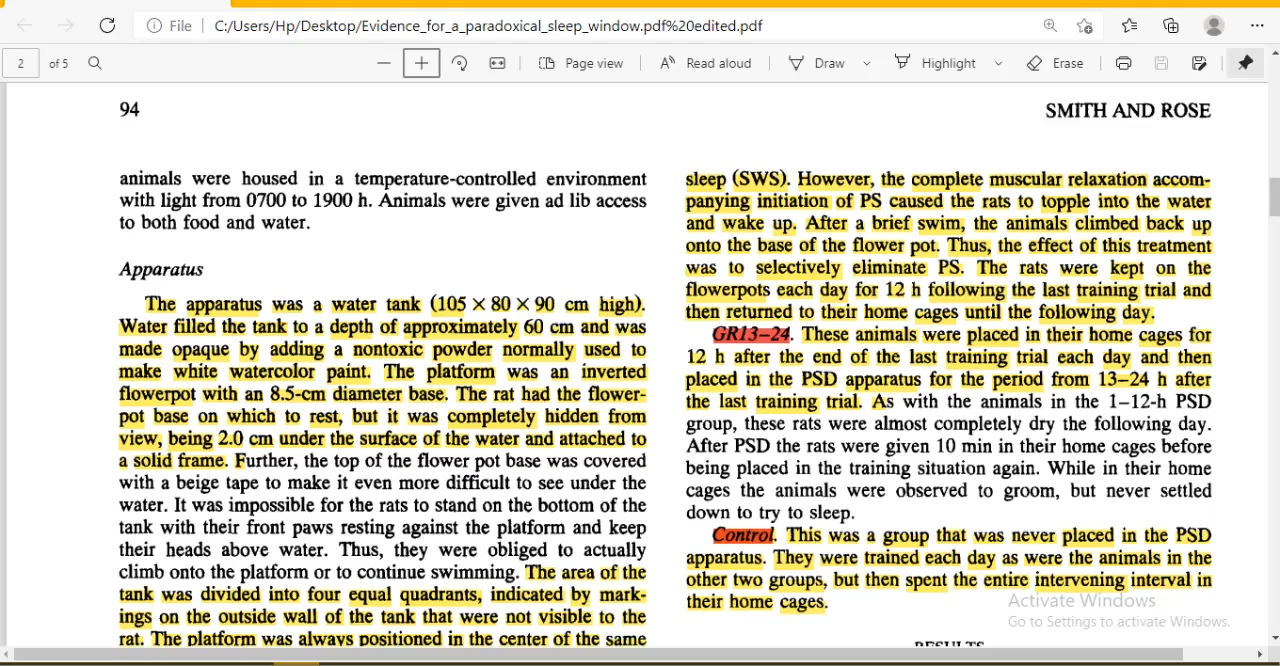 File
C:/Users/Hp/Desktop/Evidence_for_a_paradoxical_sleep_window.pdf%20edited.pdf
2 of 5
Page view
Read aloud
Draw
Highlight
Erase
94
SMITH AND ROSE
animals were housed in a temperature-controlled environment
with light from 0700 to 1900 h. Animals were given ad lib access
to both food and water.
Apparatus
The apparatus was a water tank (105 × 80 × 90 cm high).
Water filled the tank to a depth of approximately 60 cm and was
made opaque by adding a nontoxic powder normally used to
make white watercolor paint. The platform was an inverted
flowerpot with an 8.5-cm diameter base. The rat had the flower-
pot base on which to rest, but it was completely hidden from
view, being 2.0 cm under the surface of the water and attached to
a solid frame. Further, the top of the flower pot base was covered
with a beige tape to make it even more difficult to see under the
water. It was impossible for the rats to stand on the bottom of the
tank with their front paws resting against the platform and keep
their heads above water. Thus, they were obliged to actually
climb onto the platform or to continue swimming. The area of the
tank was divided into four equal quadrants, indicated by mark-
ings on the outside wall of the tank that were not visible to the
rat. The platform was always positioned in the center of the same
sleep (SWS). However, the complete muscular relaxation accom-
panying initiation of PS caused the rats to topple into the water
and wake up. After a brief swim, the animals climbed back up
onto the base of the flower pot. Thus, the effect of this treatment
was to selectively eliminate PS. The rats were kept on the
flowerpots each day for 12 h following the last training trial and
then returned to their home cages until the following day.
GR13–24. These animals were placed in their home cages for
12 h after the end of the last training trial each day and then
placed in the PSD apparatus for the period from 13–24 h after
the last training trial. As with the animals in the 1–12-h PSD
group, these rats were almost completely dry the following day.
After PSD the rats were given 10 min in their home cages before
being placed in the training situation again. While in their home
cages the animals were observed to groom, but never settled
down to try to sleep.
Control. This was a group that was never placed in the PSD
apparatus. They were trained each day as were the animals in the
other two groups, but then spent the entire intervening interval in
their home cages.
Activate Windows
Go to Settings to activate Windows.
RESULTS